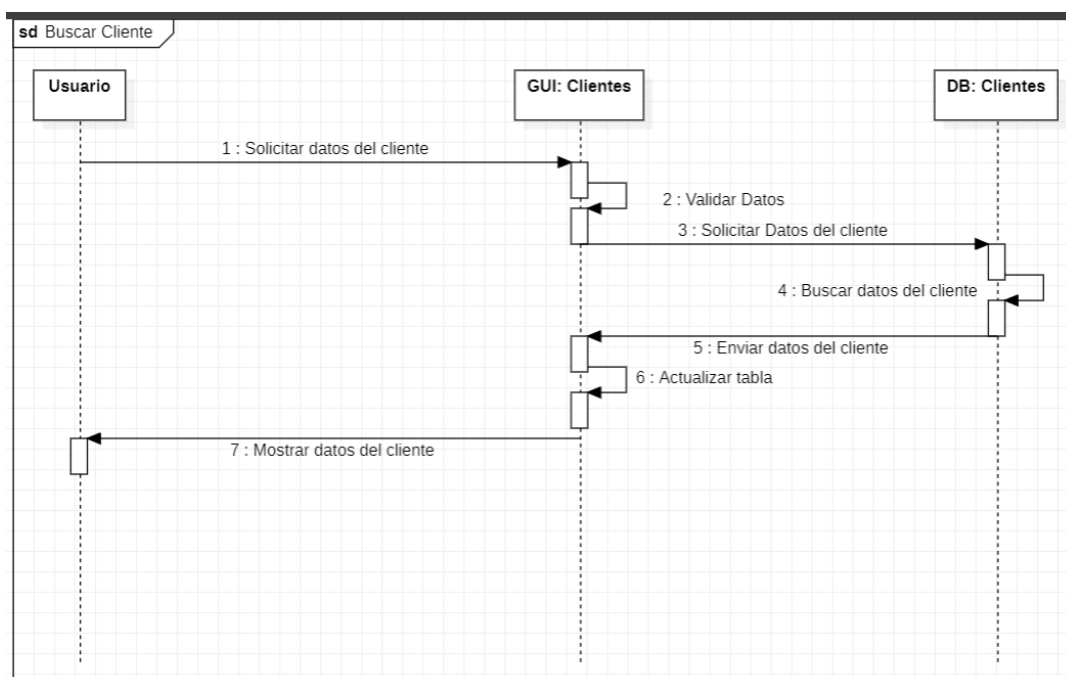 sd Buscar Cliente
Usuario
GUI: Clientes
DB: Clientes
1 : Solicitar datos del cliente
2 : Validar Datos
3 : Solicitar Datos del cliente
4 : Buscar datos del cliente
5 : Enviar datos del cliente
6 : Actualizar tabla
7 : Mostrar datos del cliente